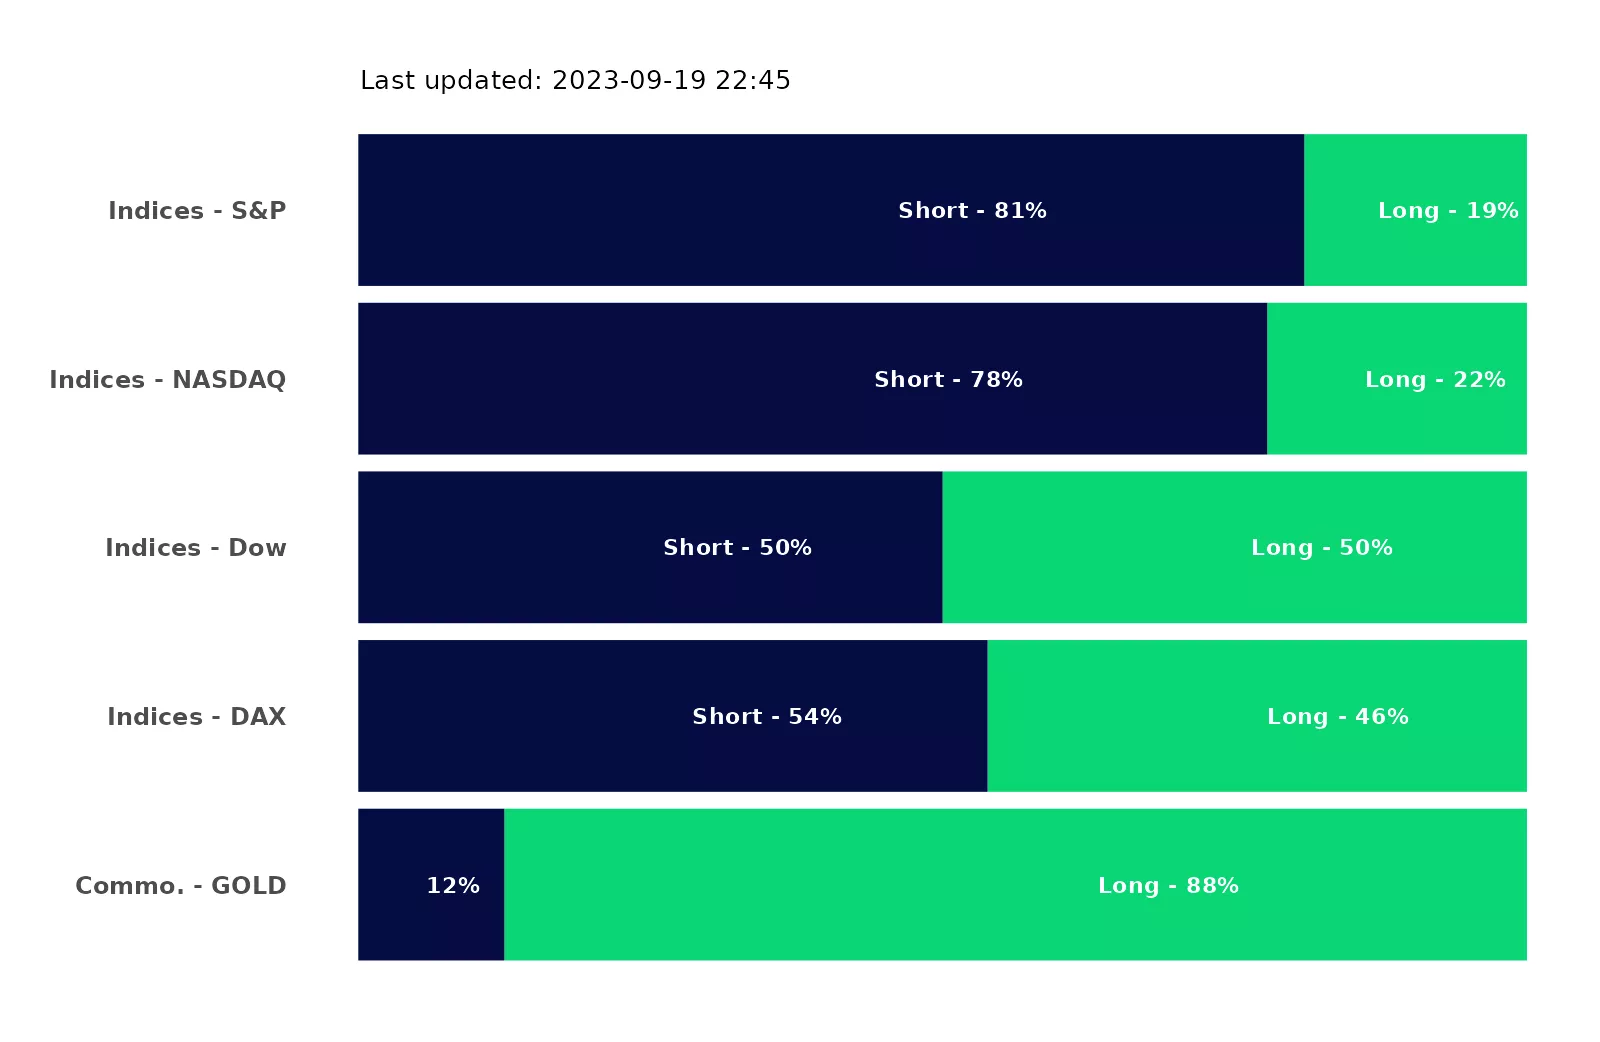 Last updated: 2023-09-19 22:45
Indices - S&P Short - 81% Long - 19%
Indices - NASDAQ Short - 78% Long - 22%
Indices - Dow Short - 50% Long - 50%
Indices - DAX Short - 54% Long - 46%
Commo. - GOLD 12% Long - 88%